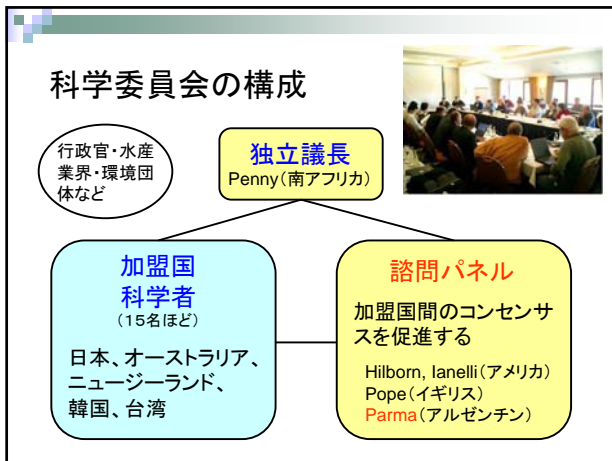 科学委員会の構成
行政官・水産
業界・環境団
体など
独立議長
Penny（南アフリカ）
加盟国
科学者
（15名ほど）
日本、オーストラリア、
ニュージーランド、
韓国、台湾
諮問パネル
加盟国間のコンセンサ
スを促進する
Hilborn, Ianelli（アメリカ）
Pope（イギリス）
Parma（アルゼンチン）